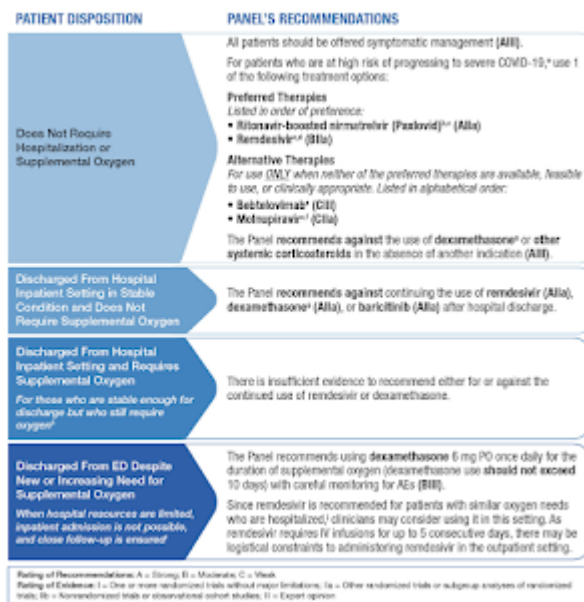 PATIENT DISPOSITION
PANEL'S RECOMMENDATIONS
Does Not Require
Hospitalization or
Supplemental Oxygen
All patients should be offered symptomatic management (AIII).
For patients who are at high risk of progressing to severe COVID-19, use 1
of the following treatment options:
Preferred Therapies
Listed in order of preference:
• Ritonavir-boosted nirmatrelvir (Paxlovid) (AIIa)
• Remdesivir (BIIa)
Alternative Therapies
For use ONLY when neither of the preferred therapies are available, feasible
to use, or clinically appropriate. Listed in alphabetical order:
• Bebtelovimab (CIII)
• Molnupiravir (CIIa)
The Panel recommends against the use of dexamethasone or other
systemic corticosteroids in the absence of another indication (AIII).
Discharged From Hospital
Inpatient Setting in Stable
Condition and Does Not
Require Supplemental Oxygen
The Panel recommends against continuing the use of remdesivir (AIIa),
dexamethasone (AIIa), or baricitinib (AIIa) after hospital discharge.
Discharged From Hospital
Inpatient Setting and Requires
Supplemental Oxygen
For those who are stable enough for
discharge but who still require
oxygen
There is insufficient evidence to recommend either for or against the
continued use of remdesivir or dexamethasone.
Discharged From ED Despite
New or Increasing Need for
Supplemental Oxygen
When hospital resources are limited,
inpatient admission is not possible,
and close follow-up is ensured
The Panel recommends using dexamethasone 6 mg PO once daily for the
duration of supplemental oxygen (dexamethasone use should not exceed
10 days) with careful monitoring for AEs (BIII).
Since remdesivir is recommended for patients with similar oxygen needs
who are hospitalized, clinicians may consider using it in this setting. As
remdesivir requires IV infusions for up to 5 consecutive days, there may be
logistical constraints to administering remdesivir in the outpatient setting.
Rating of Recommendations: A = Strong; B = Moderate; C = Weak
Rating of Evidence: I = One or more randomized trials without major limitations; IIa = Other randomized trials or subgroup analyses of randomized
trials; IIb = Nonrandomized trials or observational cohort studies; III = Expert opinion